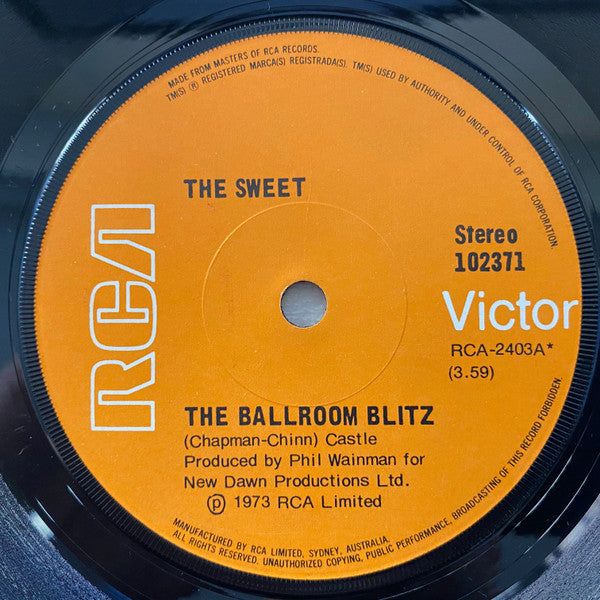 MADE FROM MASTERS OF RCA RECORDS.
TM(S) ® REGISTERED MARCA(S) REGISTRADA(S). TM(S) USED BY AUTHORITY AND UNDER CONTROL OF RCA CORPORATION.
THE SWEET
RCA
Stereo
102371
Victor
RCA-2403A*
(3.59)
THE BALLROOM BLITZ
(Chapman-Chinn) Castle
Produced by Phil Wainman for
New Dawn Productions Ltd.
℗ 1973 RCA Limited
MANUFACTURED BY RCA LIMITED, SYDNEY, AUSTRALIA.
ALL RIGHTS RESERVED. UNAUTHORIZED COPYING, PUBLIC PERFORMANCE, BROADCASTING OF THIS RECORD FORBIDDEN.